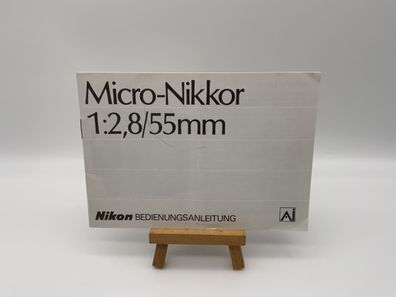 Micro-Nikkor
1:2,8/55mm
Nikon BEDIENUNGSANLEITUNG
Ai